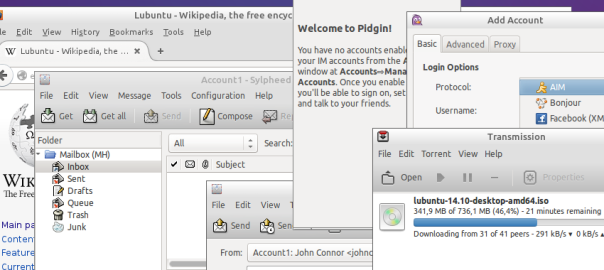 Lubuntu - Wikipedia, the free encyc
Edit View History Bookmarks Tools Help
W Lubuntu - Wikipedia, the … × +
WIK
The Free
Main pa
Conten
Feature
Current
Account1 - Sylpheed
File Edit View Message Tools Configuration Help
Get Get all Send Compose Re
Folder
Mailbox (MH)
Inbox
Sent
Drafts
Queue
Trash
Junk
All Search:
Subject
File Edit View
Send Sen
From: Account1: John Connor <johnc
Welcome to Pidgin!
You have no accounts enable
your IM accounts from the A
window at Accounts⇨Mana
Accounts. Once you enable
you'll be able to sign on, set
and talk to your friends.
Add Account
Basic Advanced Proxy
Login Options
Protocol: AIM
Bonjour
Username: Facebook (XM
Transmission
File Edit Torrent View Help
Open Properties
lubuntu-14.10-desktop-amd64.iso
341,9 MB of 736,1 MB (46,4%) - 21 minutes remaining
Downloading from 31 of 41 peers - 291 kB/s ▾ 0 kB/s ▴